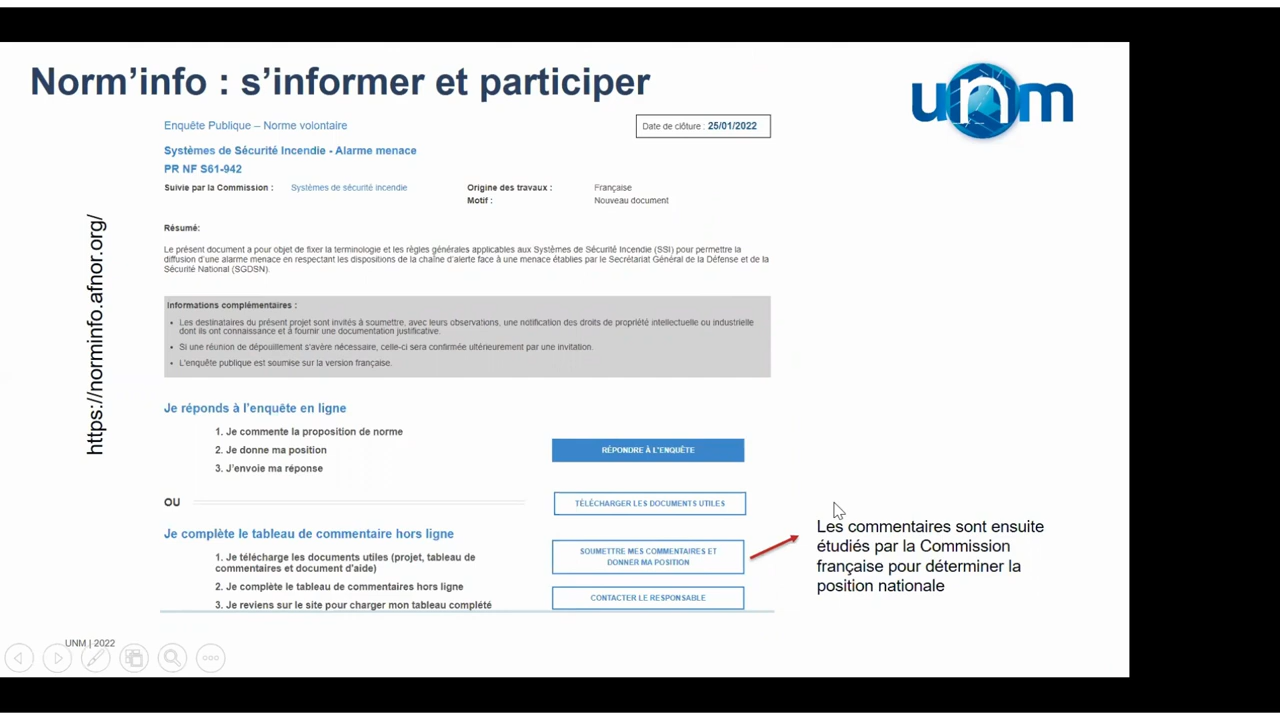 Norm’info : s’informer et participer
unm
Enquête Publique – Norme volontaire
Date de clôture : 25/01/2022
Systèmes de Sécurité Incendie - Alarme menace
PR NF S61-942
Suivie par la Commission : Systèmes de sécurité incendie
Origine des travaux : Française
Motif : Nouveau document
https://norminfo.afnor.org/
Résumé:
Le présent document a pour objet de fixer la terminologie et les règles générales applicables aux Systèmes de Sécurité Incendie (SSI) pour permettre la
diffusion d'une alarme menace en respectant les dispositions de la chaîne d'alerte face à une menace établies par le Secrétariat Général de la Défense et de la
Sécurité National (SGDSN).
Informations complémentaires :
• Les destinataires du présent projet sont invités à soumettre, avec leurs observations, une notification des droits de propriété intellectuelle ou industrielle
dont ils ont connaissance et à fournir une documentation justificative.
• Si une réunion de dépouillement s'avère nécessaire, celle-ci sera confirmée ultérieurement par une invitation.
• L'enquête publique est soumise sur la version française.
Je réponds à l'enquête en ligne
1. Je commente la proposition de norme
2. Je donne ma position
3. J'envoie ma réponse
RÉPONDRE À L'ENQUÊTE
OU
TÉLÉCHARGER LES DOCUMENTS UTILES
Je complète le tableau de commentaire hors ligne
1. Je télécharge les documents utiles (projet, tableau de
commentaires et document d'aide)
2. Je complète le tableau de commentaires hors ligne
3. Je reviens sur le site pour charger mon tableau complété
SOUMETTRE MES COMMENTAIRES ET
DONNER MA POSITION
CONTACTER LE RESPONSABLE
Les commentaires sont ensuite
étudiés par la Commission
française pour déterminer la
position nationale
UNM | 2022